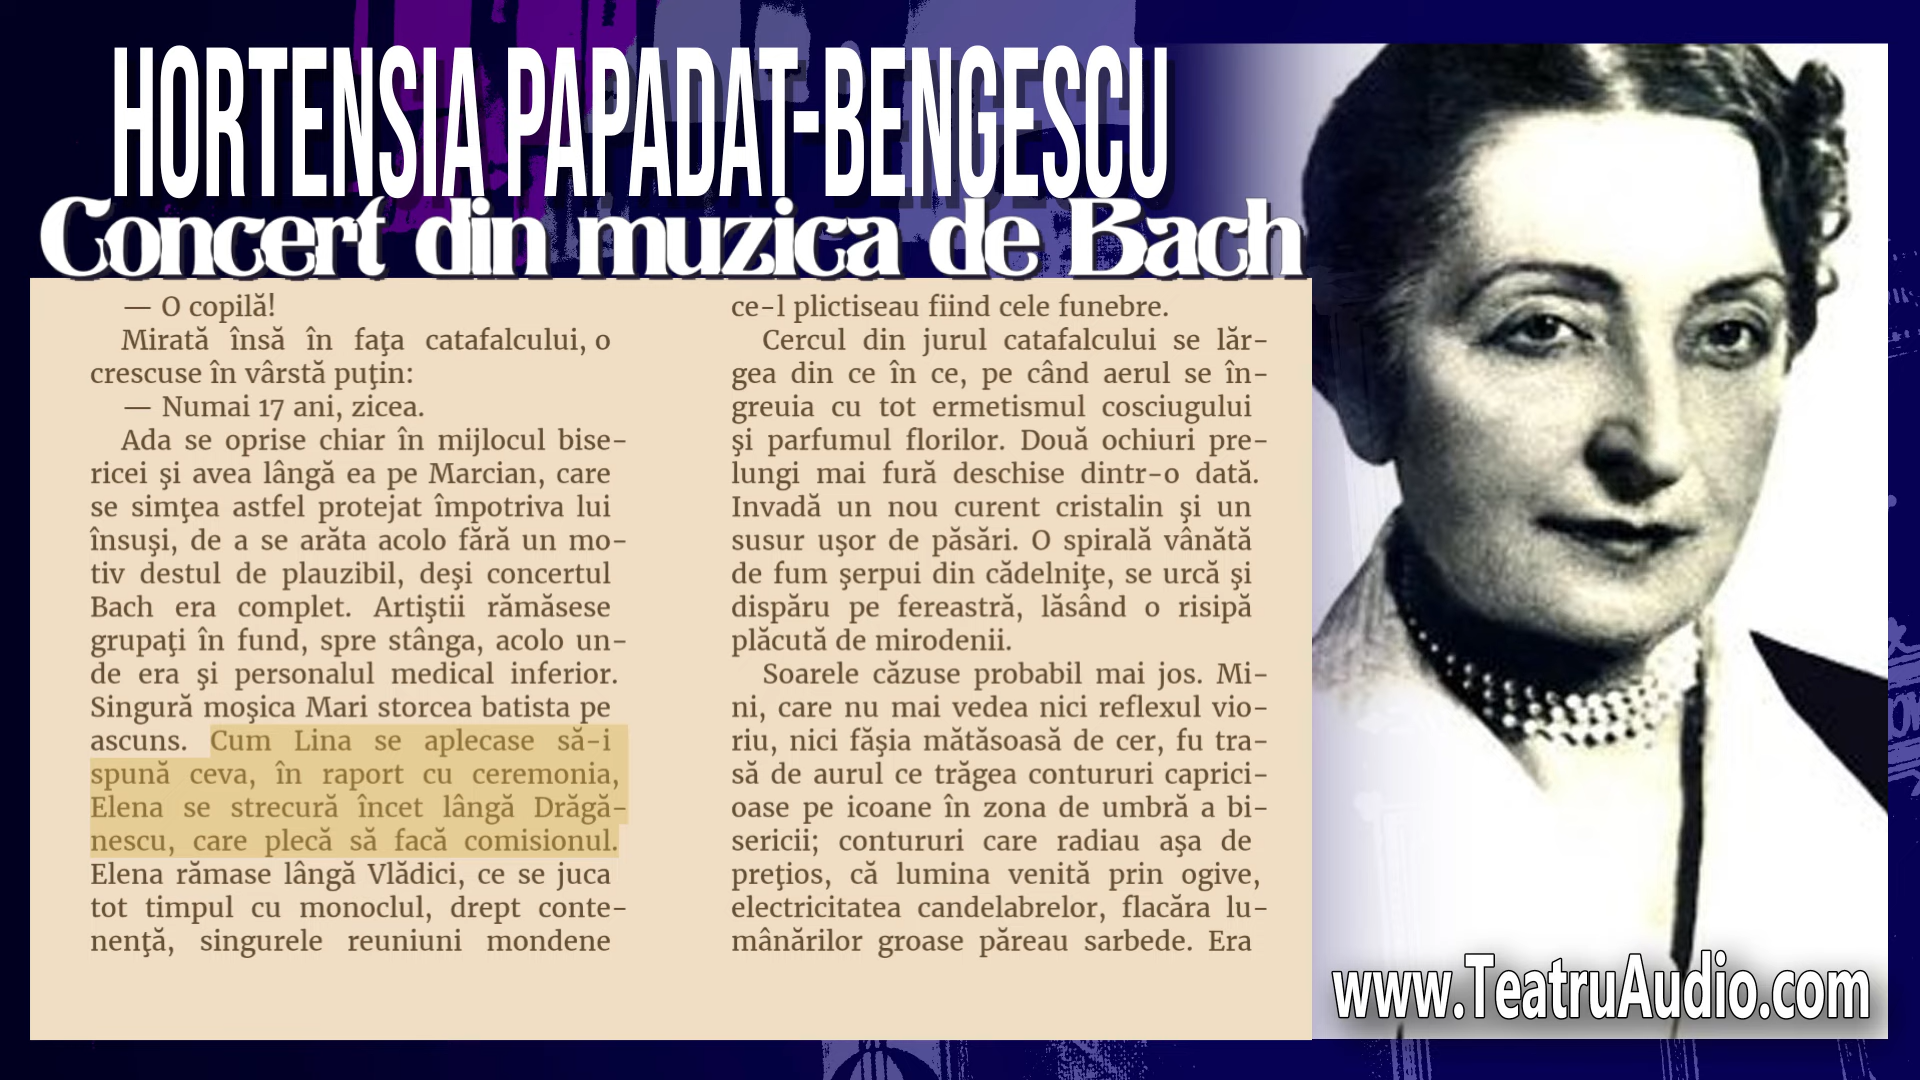 HORTENSIA PAPADAT-BENGESCU
Concert din muzica de Bach
— O copilă!
Mirată însă în faţa catafalcului, o
crescuse în vârstă puţin:
— Numai 17 ani, zicea.
Ada se oprise chiar în mijlocul bise-
ricei şi avea lângă ea pe Marcian, care
se simţea astfel protejat împotriva lui
însuşi, de a se arăta acolo fără un mo-
tiv destul de plauzibil, deşi concertul
Bach era complet. Artiştii rămăsese
grupaţi în fund, spre stânga, acolo un-
de era şi personalul medical inferior.
Singură moşica Mari storcea batista pe
ascuns. Cum Lina se aplecase să-i
spună ceva, în raport cu ceremonia,
Elena se strecură încet lângă Drăgă-
nescu, care plecă să facă comisionul.
Elena rămase lângă Vlădici, ce se juca
tot timpul cu monoclul, drept conte-
nenţă, singurele reuniuni mondene
ce-l plictiseau fiind cele funebre.
Cercul din jurul catafalcului se lăr-
gea din ce în ce, pe când aerul se în-
greuia cu tot ermetismul cosciugului
şi parfumul florilor. Două ochiuri pre-
lungi mai fură deschise dintr-o dată.
Invadă un nou curent cristalin şi un
susur uşor de păsări. O spirală vânătă
de fum şerpui din cădelniţe, se urcă şi
dispăru pe fereastră, lăsând o risipă
plăcută de mirodenii.
Soarele căzuse probabil mai jos. Mi-
ni, care nu mai vedea nici reflexul vio-
riu, nici făşia mătăsoasă de cer, fu tra-
să de aurul ce trăgea contururi caprici-
oase pe icoane în zona de umbră a bi-
sericii; contururi care radiau aşa de
preţios, că lumina venită prin ogive,
electricitatea candelabrelor, flacăra lu-
mânărilor groase păreau sarbede. Era
www.TeatruAudio.com